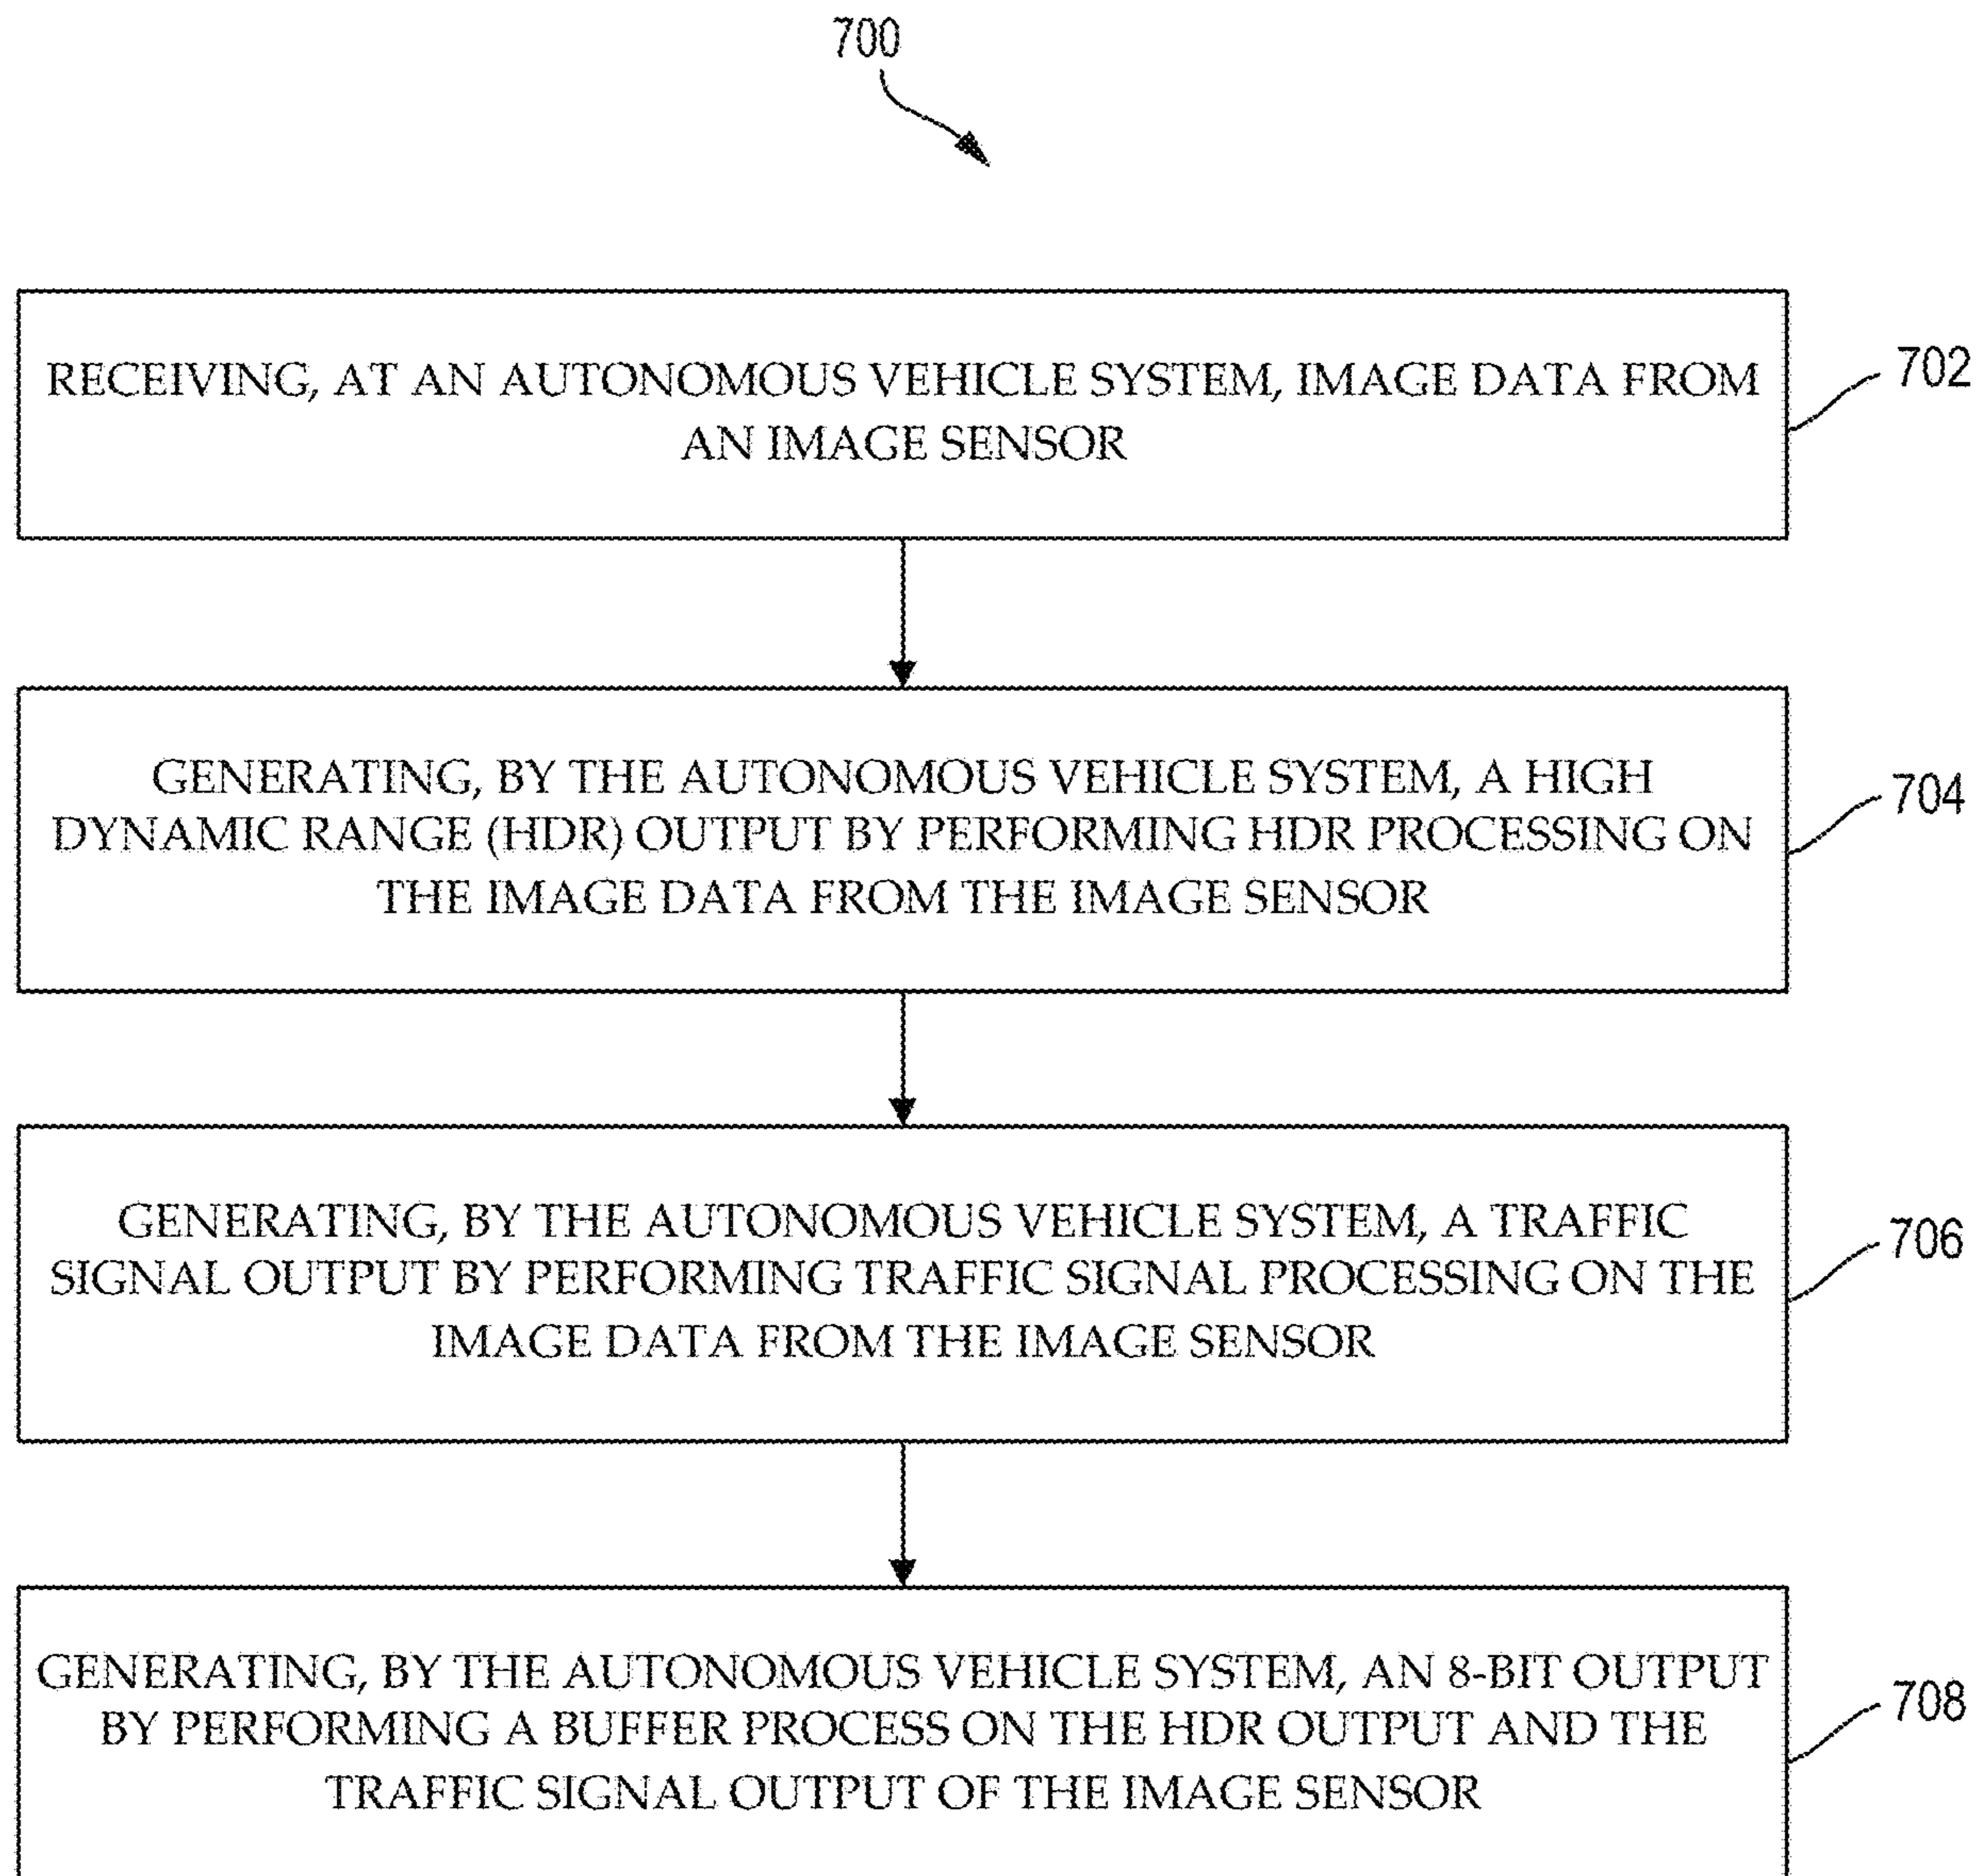 700
RECEIVING, AT AN AUTONOMOUS VEHICLE SYSTEM, IMAGE DATA FROM
AN IMAGE SENSOR
702
GENERATING, BY THE AUTONOMOUS VEHICLE SYSTEM, A HIGH
DYNAMIC RANGE (HDR) OUTPUT BY PERFORMING HDR PROCESSING ON
THE IMAGE DATA FROM THE IMAGE SENSOR
704
GENERATING, BY THE AUTONOMOUS VEHICLE SYSTEM, A TRAFFIC
SIGNAL OUTPUT BY PERFORMING TRAFFIC SIGNAL PROCESSING ON THE
IMAGE DATA FROM THE IMAGE SENSOR
706
GENERATING, BY THE AUTONOMOUS VEHICLE SYSTEM, AN 8-BIT OUTPUT
BY PERFORMING A BUFFER PROCESS ON THE HDR OUTPUT AND THE
TRAFFIC SIGNAL OUTPUT OF THE IMAGE SENSOR
708